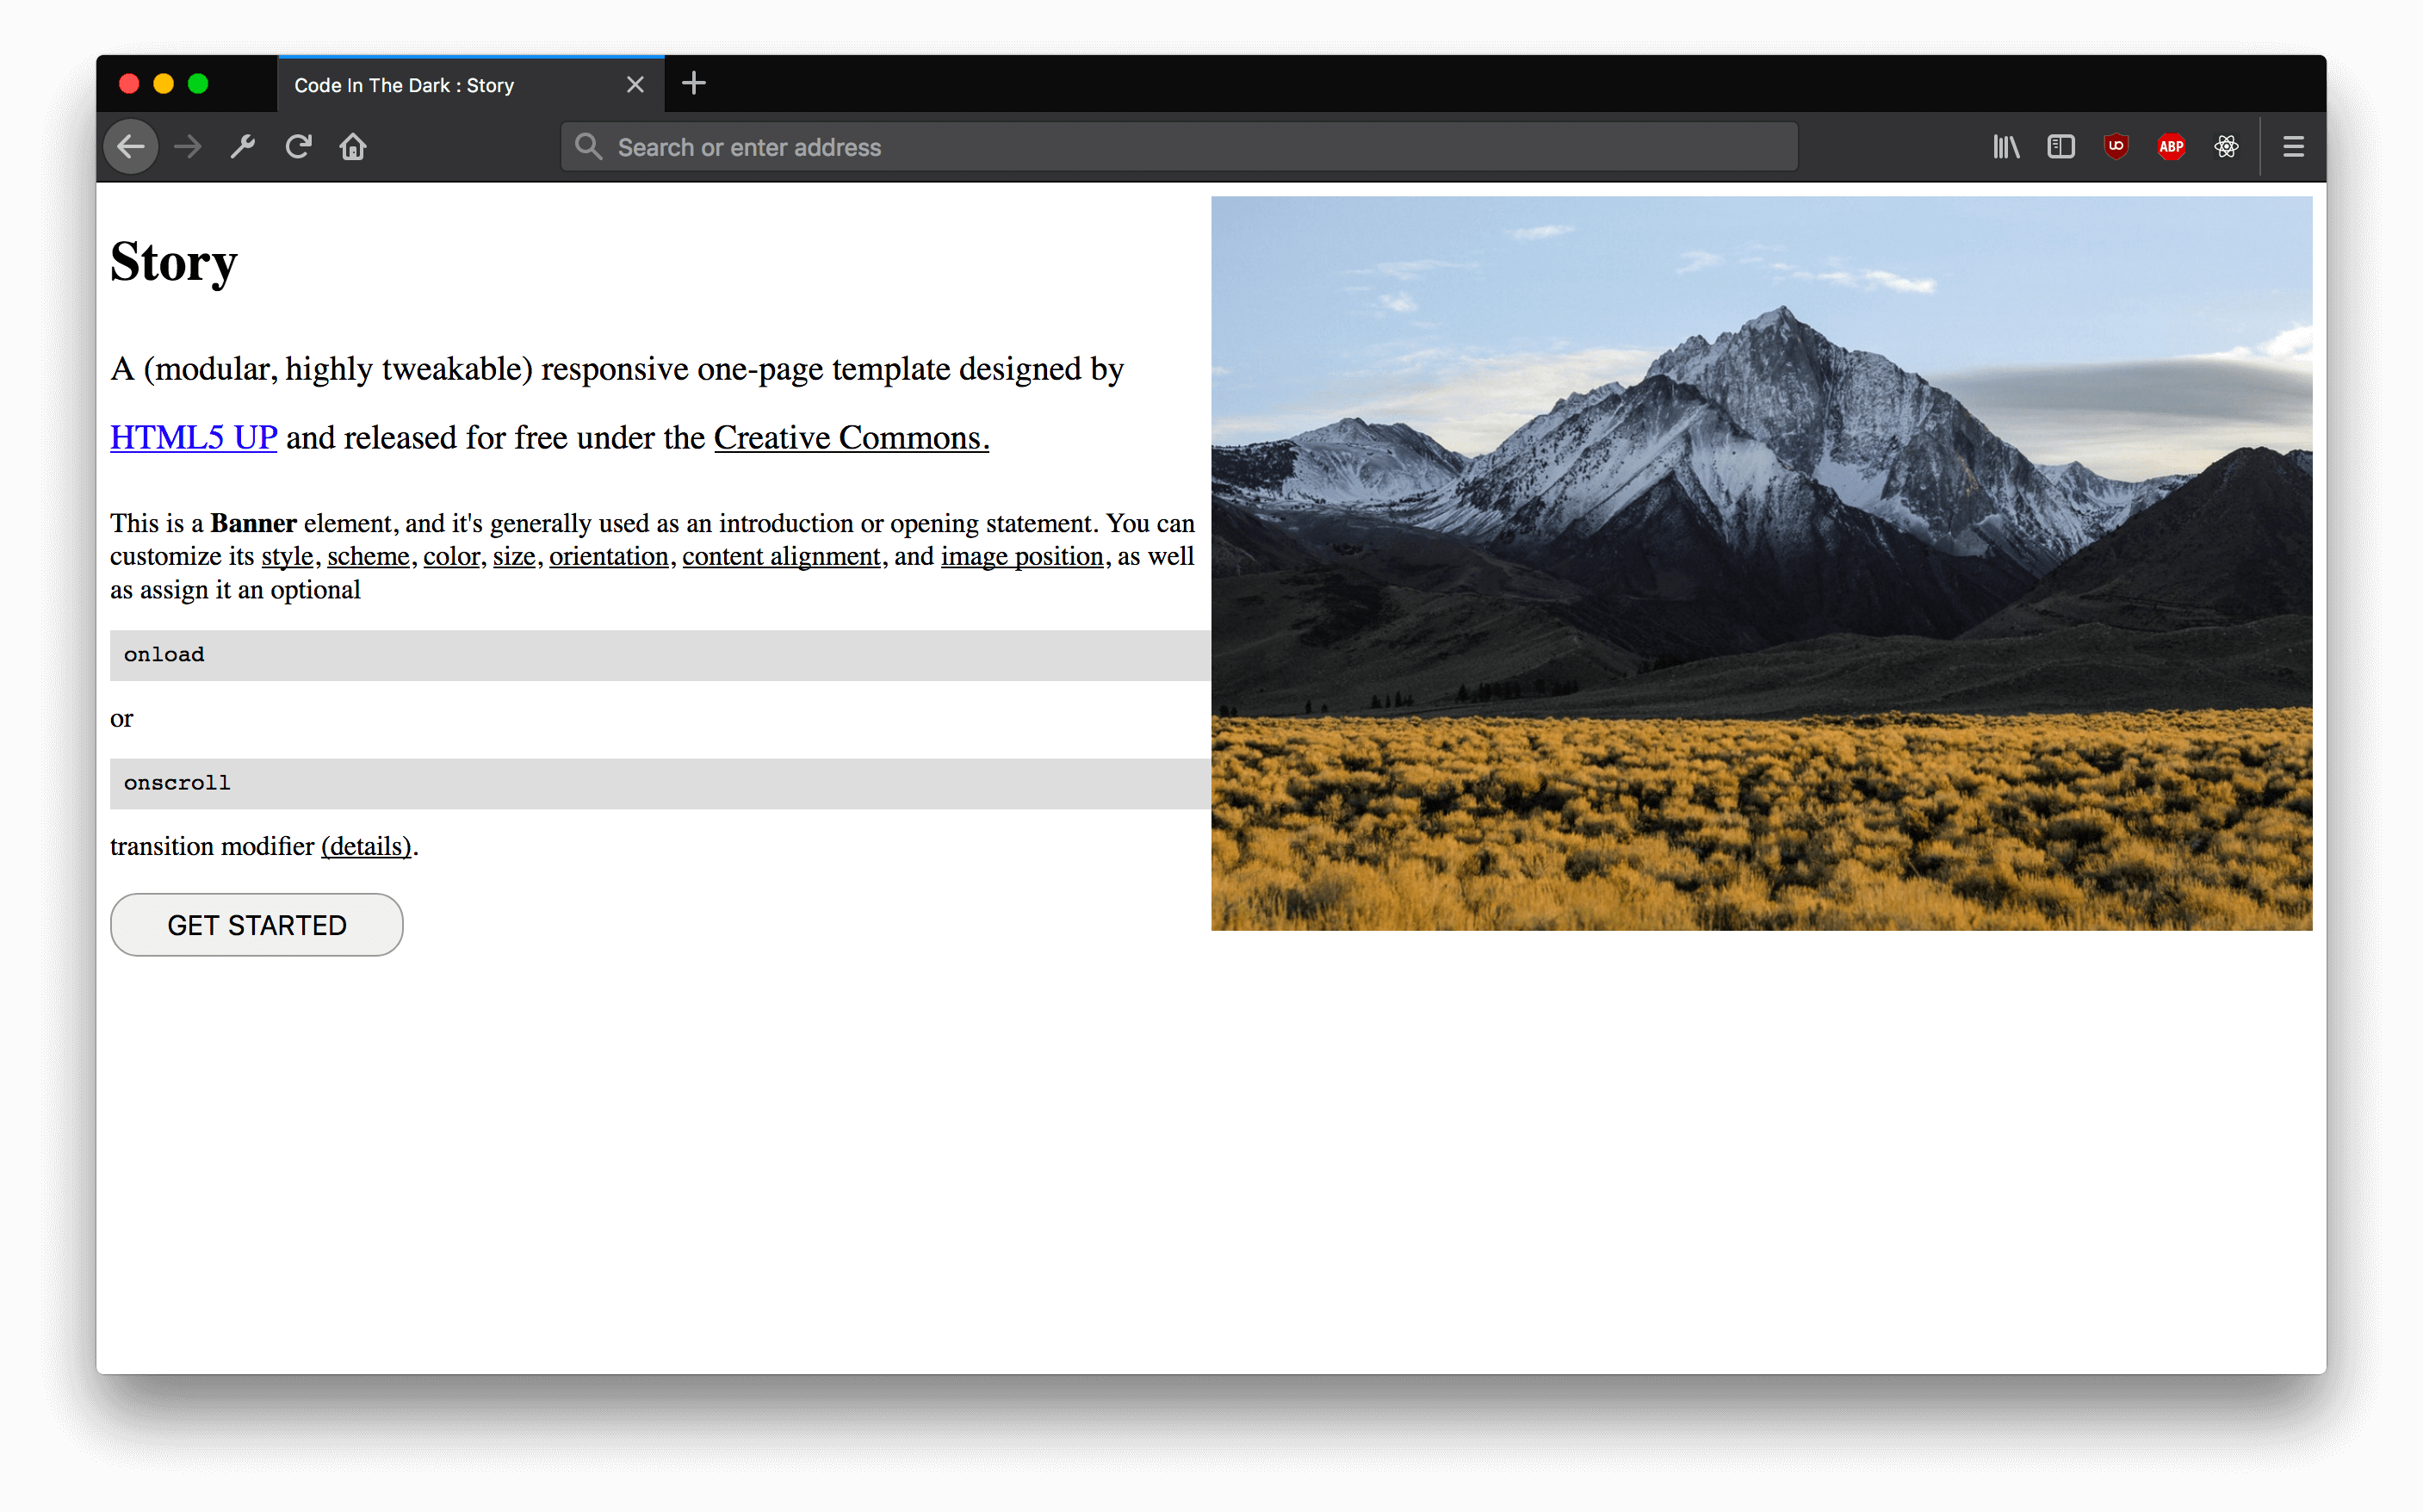 Code In The Dark : Story
Search or enter address
UD
ABP
Story
A (modular, highly tweakable) responsive one-page template designed by
HTML5 UP and released for free under the Creative Commons.
This is a Banner element, and it's generally used as an introduction or opening statement. You can
customize its style, scheme, color, size, orientation, content alignment, and image position, as well
as assign it an optional
onload
or
onscroll
transition modifier (details).
GET STARTED